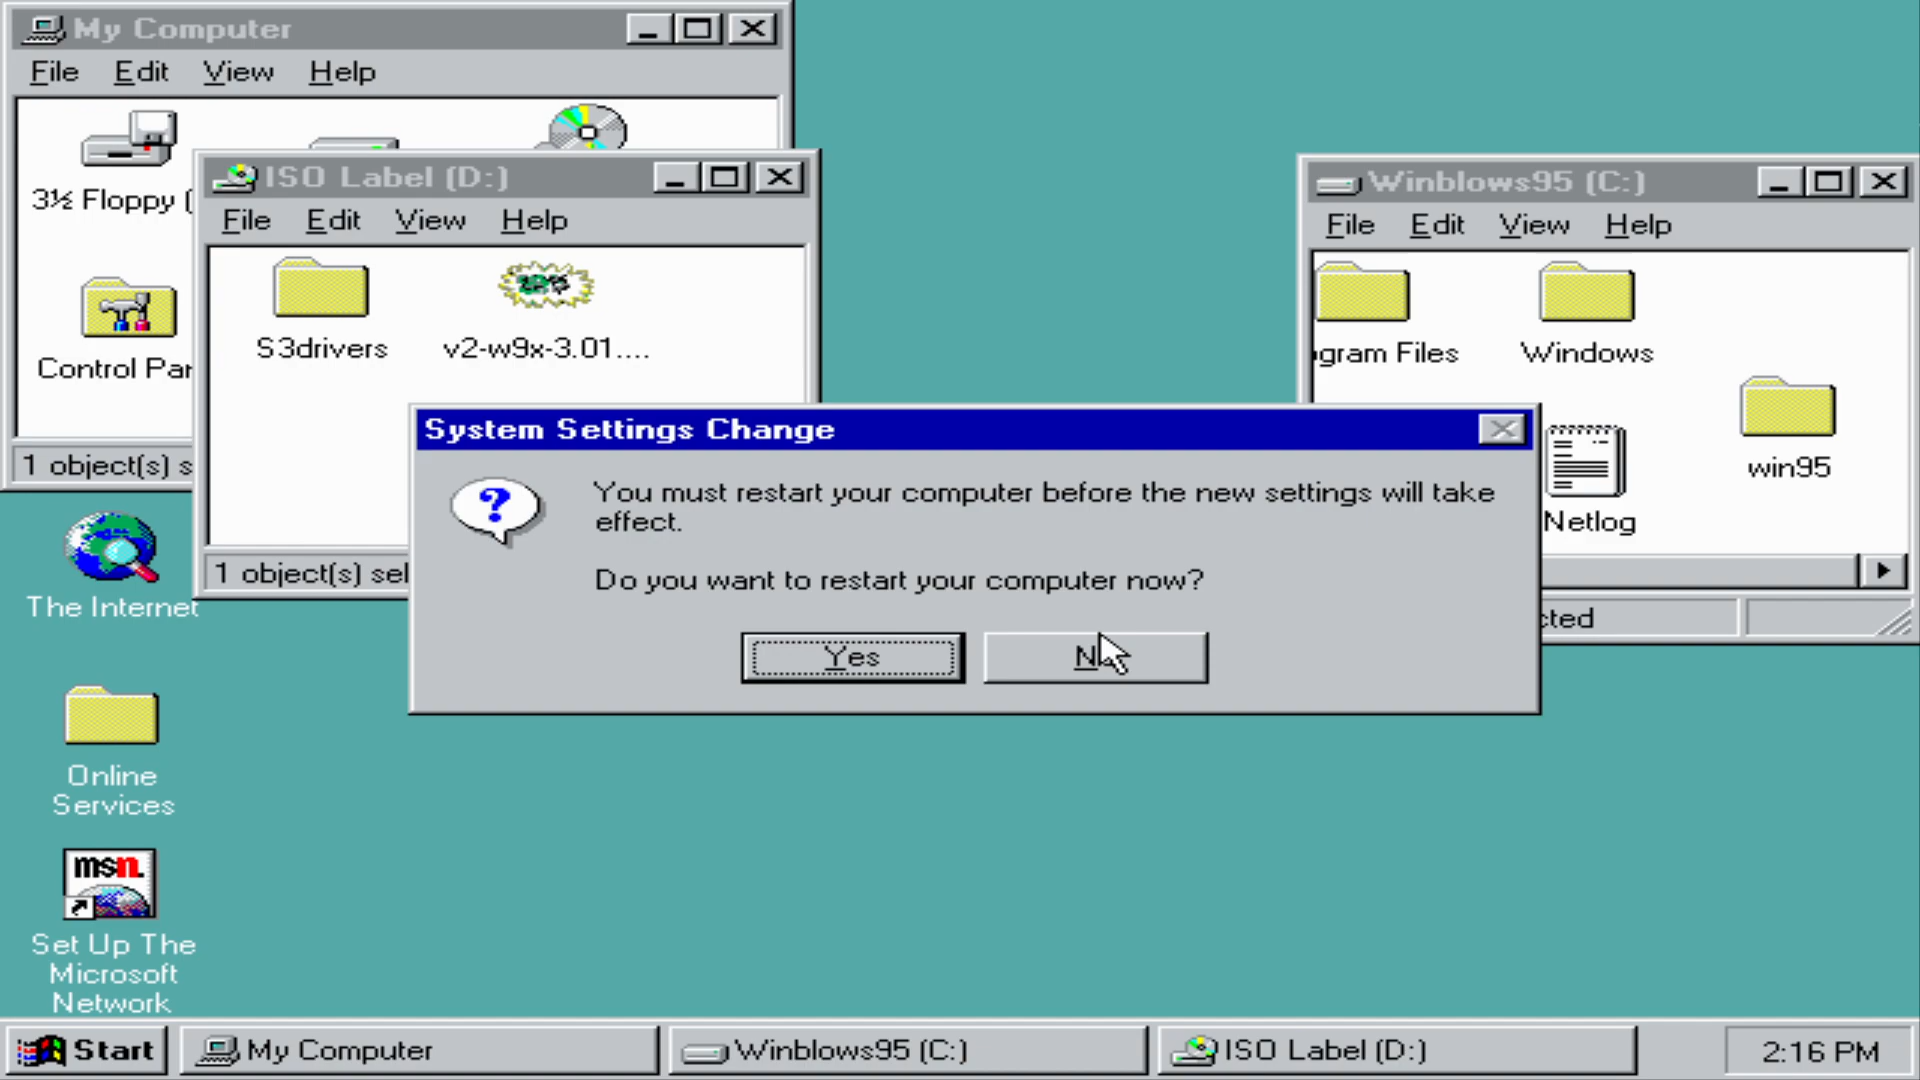 My Computer
File Edit View Help
3½ Floppy (
Control Par
1 object(s) s
ISO Label (D:)
File Edit View Help
S3drivers
v2-w9x-3.01....
1 object(s) sel
Winblows95 (C:)
File Edit View Help
gram Files
Windows
win95
Netlog
cted
System Settings Change
You must restart your computer before the new settings will take
effect.
Do you want to restart your computer now?
Yes
N
The Internet
Online
Services
msn.
Set Up The
Microsoft
Network
Start
My Computer
Winblows95 (C:)
ISO Label (D:)
2:16 PM